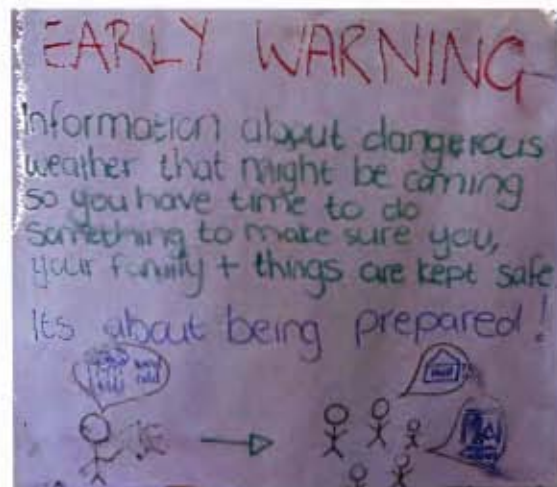 EARLY WARNING
Information about dangerous
weather that might be coming
so you have time to do
something to make sure you,
your family + things are kept safe
Its about being prepared!